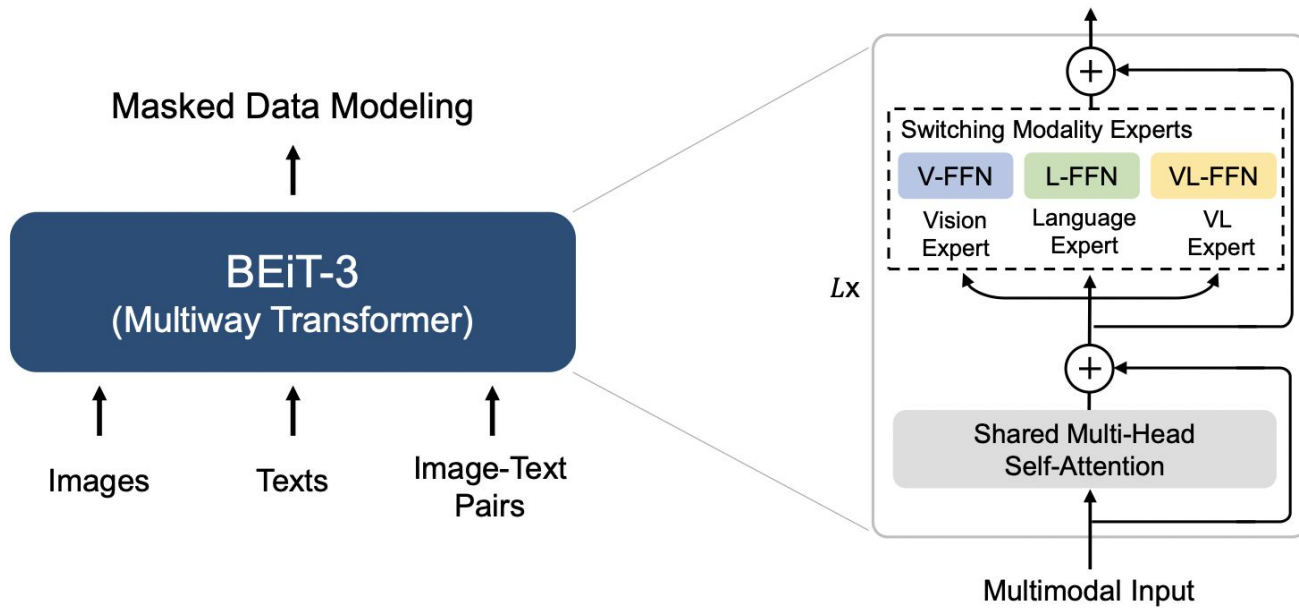 Masked Data Modeling
BEiT-3
(Multiway Transformer)
Images
Texts
Image-Text
Pairs
Switching Modality Experts
V-FFN
L-FFN
VL-FFN
Vision
Expert
Language
Expert
VL
Expert
Lx
Shared Multi-Head
Self-Attention
Multimodal Input